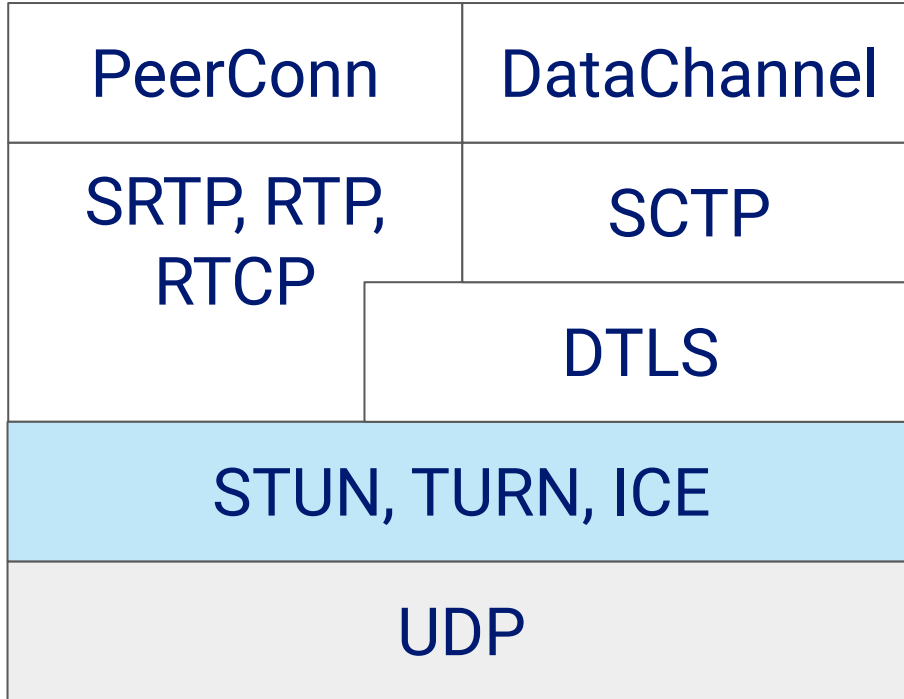 PeerConn
DataChannel
SRTP, RTP,
RTCP
SCTP
DTLS
STUN, TURN, ICE
UDP